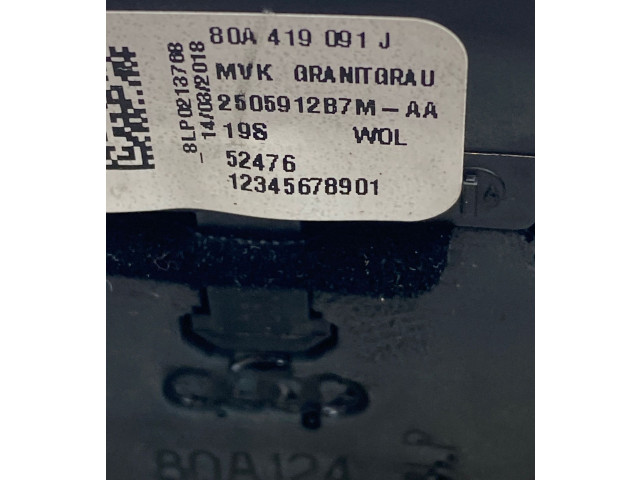 80A 419 091 J
MVK GRANITGRAU
2505912B7M-AA
19S WOL
52476
12345678901
8LP0213768
- 14/03/2018
A
80A124